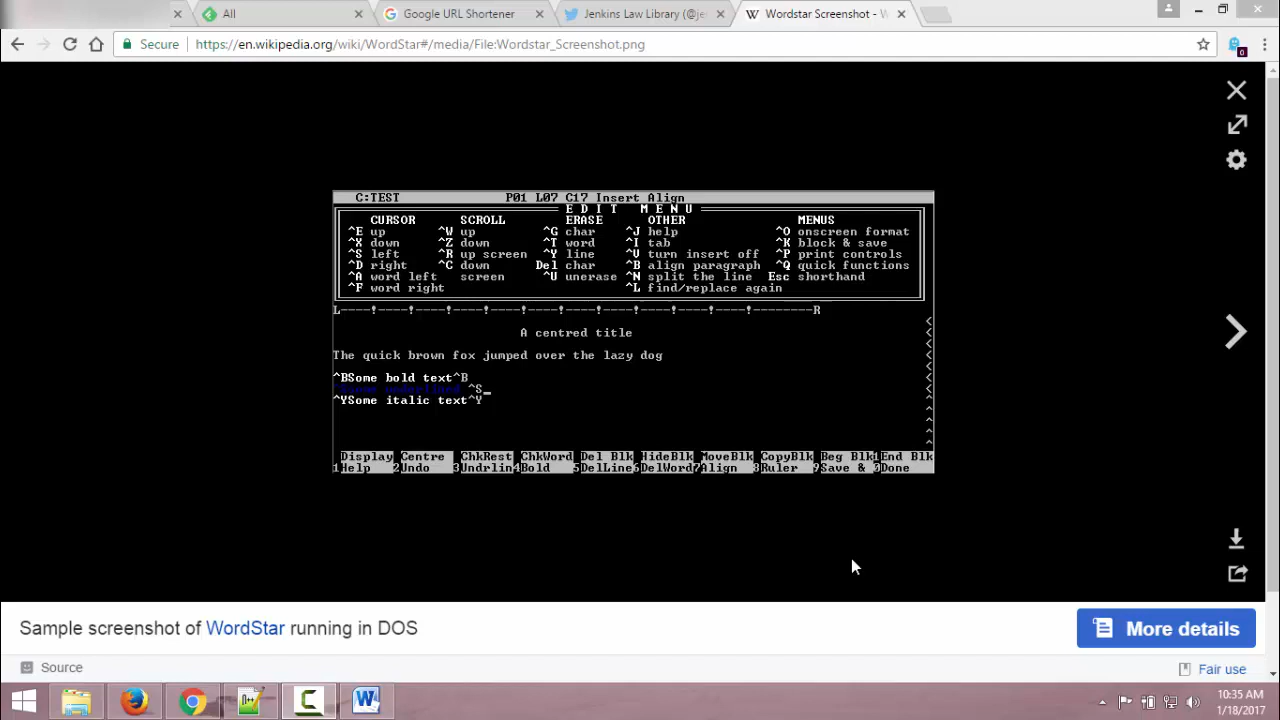 All
Google URL Shortener
Jenkins Law Library (@je
Wordstar Screenshot - W
Secure https://en.wikipedia.org/wiki/WordStar#/media/File:Wordstar_Screenshot.png
0
C:TEST P01 L07 C17 Insert Align
E D I T M E N U
CURSOR SCROLL ERASE OTHER MENUS
^E up ^W up ^G char ^J help ^O onscreen format
^X down ^Z down ^T word ^I tab ^K block & save
^S left ^R up screen ^Y line ^V turn insert off ^P print controls
^D right ^C down Del char ^B align paragraph ^Q quick functions
^A word left screen ^U unerase ^N split the line Esc shorthand
^F word right ^L find/replace again
L----!----!----!----!----!----!----!----!----!----!--------R
A centred title
The quick brown fox jumped over the lazy dog
^BSome bold text^B
^SSome underlined ^S_
^YSome italic text^Y
Display Centre ChkRest ChkWord Del Blk HideBlk MoveBlk CopyBlk Beg Blk End Blk
1Help 2Undo 3Undrlin 4Bold 5DelLine 6DelWord 7Align 8Ruler 9Save & 0Done
Sample screenshot of WordStar running in DOS
More details
Source
Fair use
10:35 AM
1/18/2017